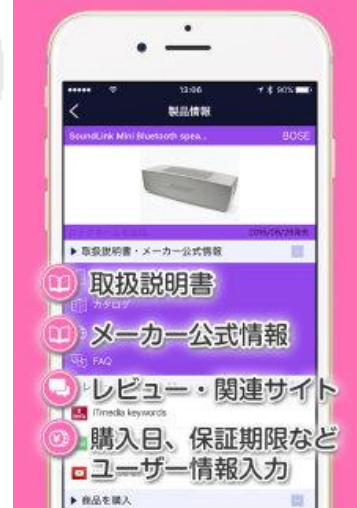 13:06
90%
製品情報
SoundLink Mini Bluetooth spea...
BOSE
▶ 取扱説明書・メーカー公式情報
取扱説明書
カタログ
メーカー公式情報
FAQ
レビュー・関連サイト
ITmedia keywords
購入日、保証期限など
ユーザー情報入力
▶ 商品を購入